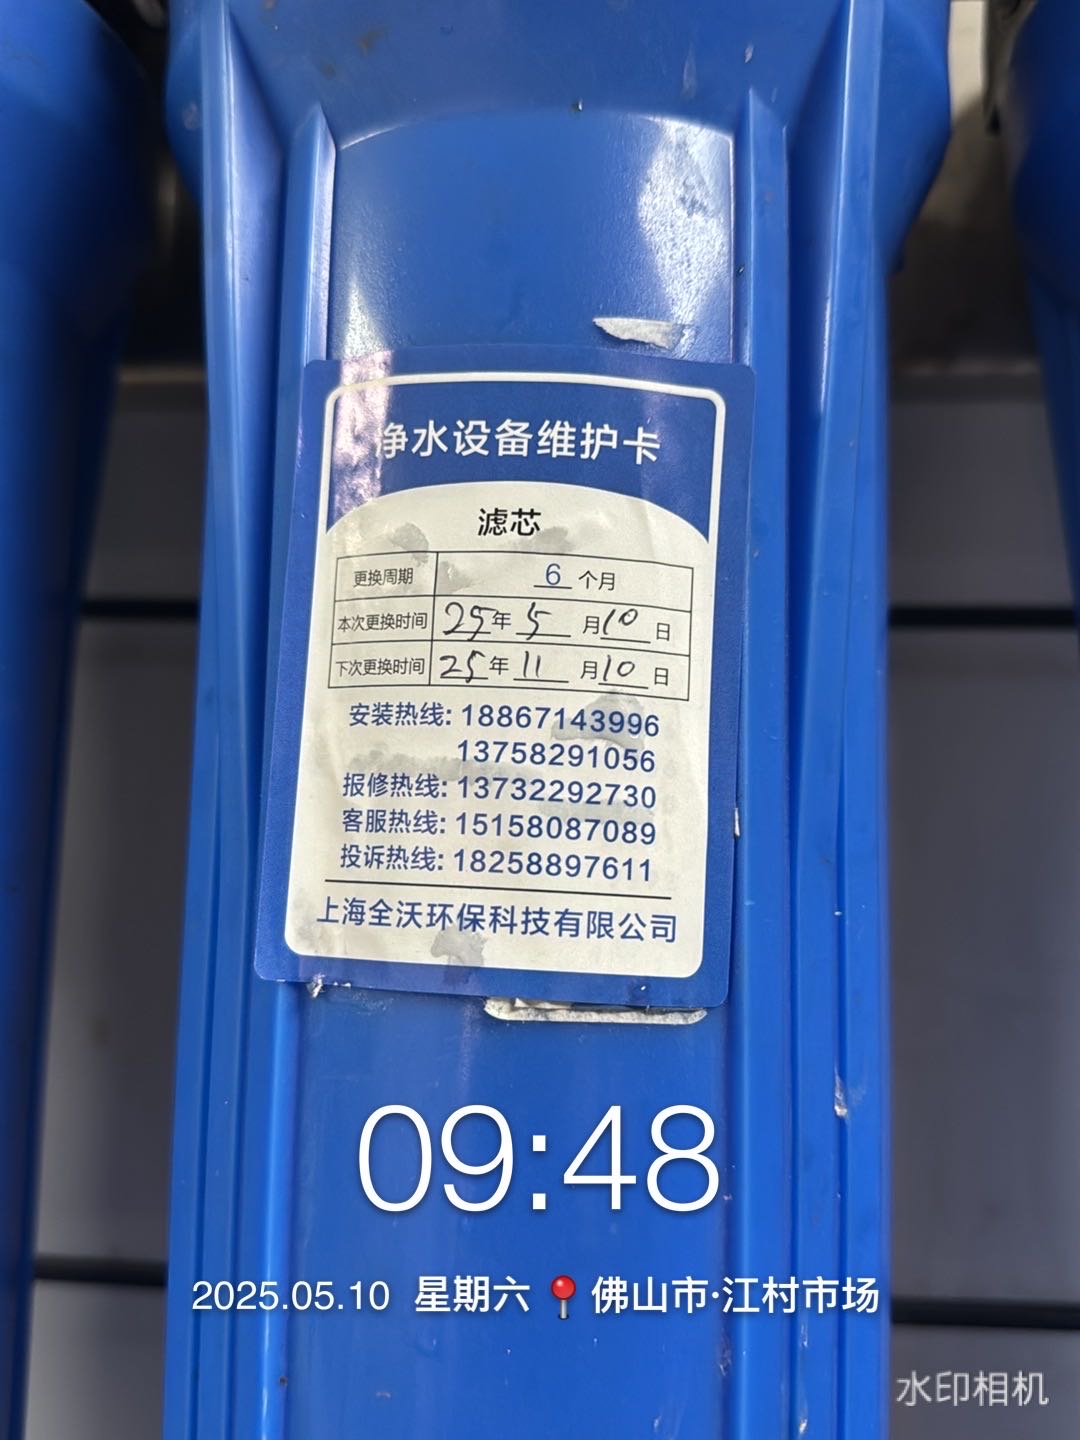 净水设备维护卡
滤芯
更换周期 6 个月
本次更换时间 25年 5 月10日
下次更换时间 25年 11 月10日
安装热线: 18867143996
13758291056
报修热线: 13732292730
客服热线: 15158087089
投诉热线: 18258897611
上海全沃环保科技有限公司
09:48
2025.05.10 星期六 📍佛山市·江村市场
水印相机